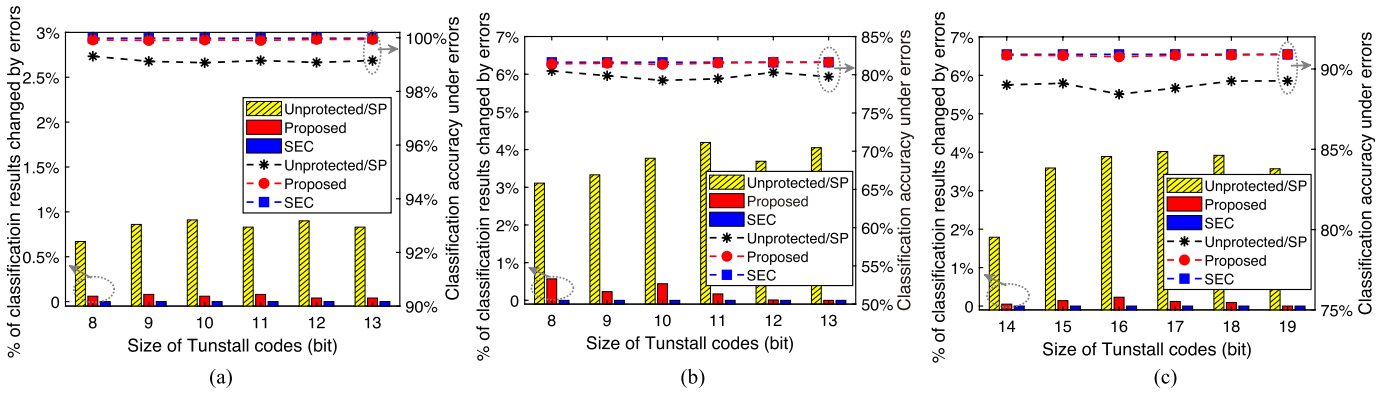 % of classificatioin results changed by errors
3%
2.5%
2%
1.5%
1%
0.5%
0
8 9 10 11 12 13
Size of Tunstall codes (bit)
100%
98%
96%
94%
92%
90%
Classification accuracy under errors
Unprotected/SP
Proposed
SEC
Unprotected/SP
Proposed
SEC
(a)
% of classificatioin results changed by errors
7%
6%
5%
4%
3%
2%
1%
0
8 9 10 11 12 13
Size of Tunstall codes (bit)
85%
80%
75%
70%
65%
60%
55%
50%
Classification accuracy under errors
Unprotected/SP
Proposed
SEC
Unprotected/SP
Proposed
SEC
(b)
% of classificatioin results changed by errors
7%
6%
5%
4%
3%
2%
1%
0
14 15 16 17 18 19
Size of Tunstall codes (bit)
90%
85%
80%
75%
Classification accuracy under errors
Unprotected/SP
Proposed
SEC
Unprotected/SP
Proposed
SEC
(c)